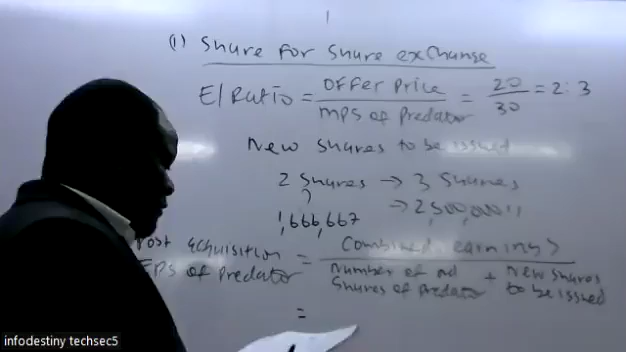 (i) Share for Share exchange
E/Ratio = Offer Price / mps of Predator = 20 / 30 = 2:3
New Shares to be issued
2 Shares → 3 Shares
? → 2,500,000
1,666,667
Post acquisition EPS of Predator = Combined earnings / Number of old Shares of predator + New shares to be issued
=
infodestiny techsec5